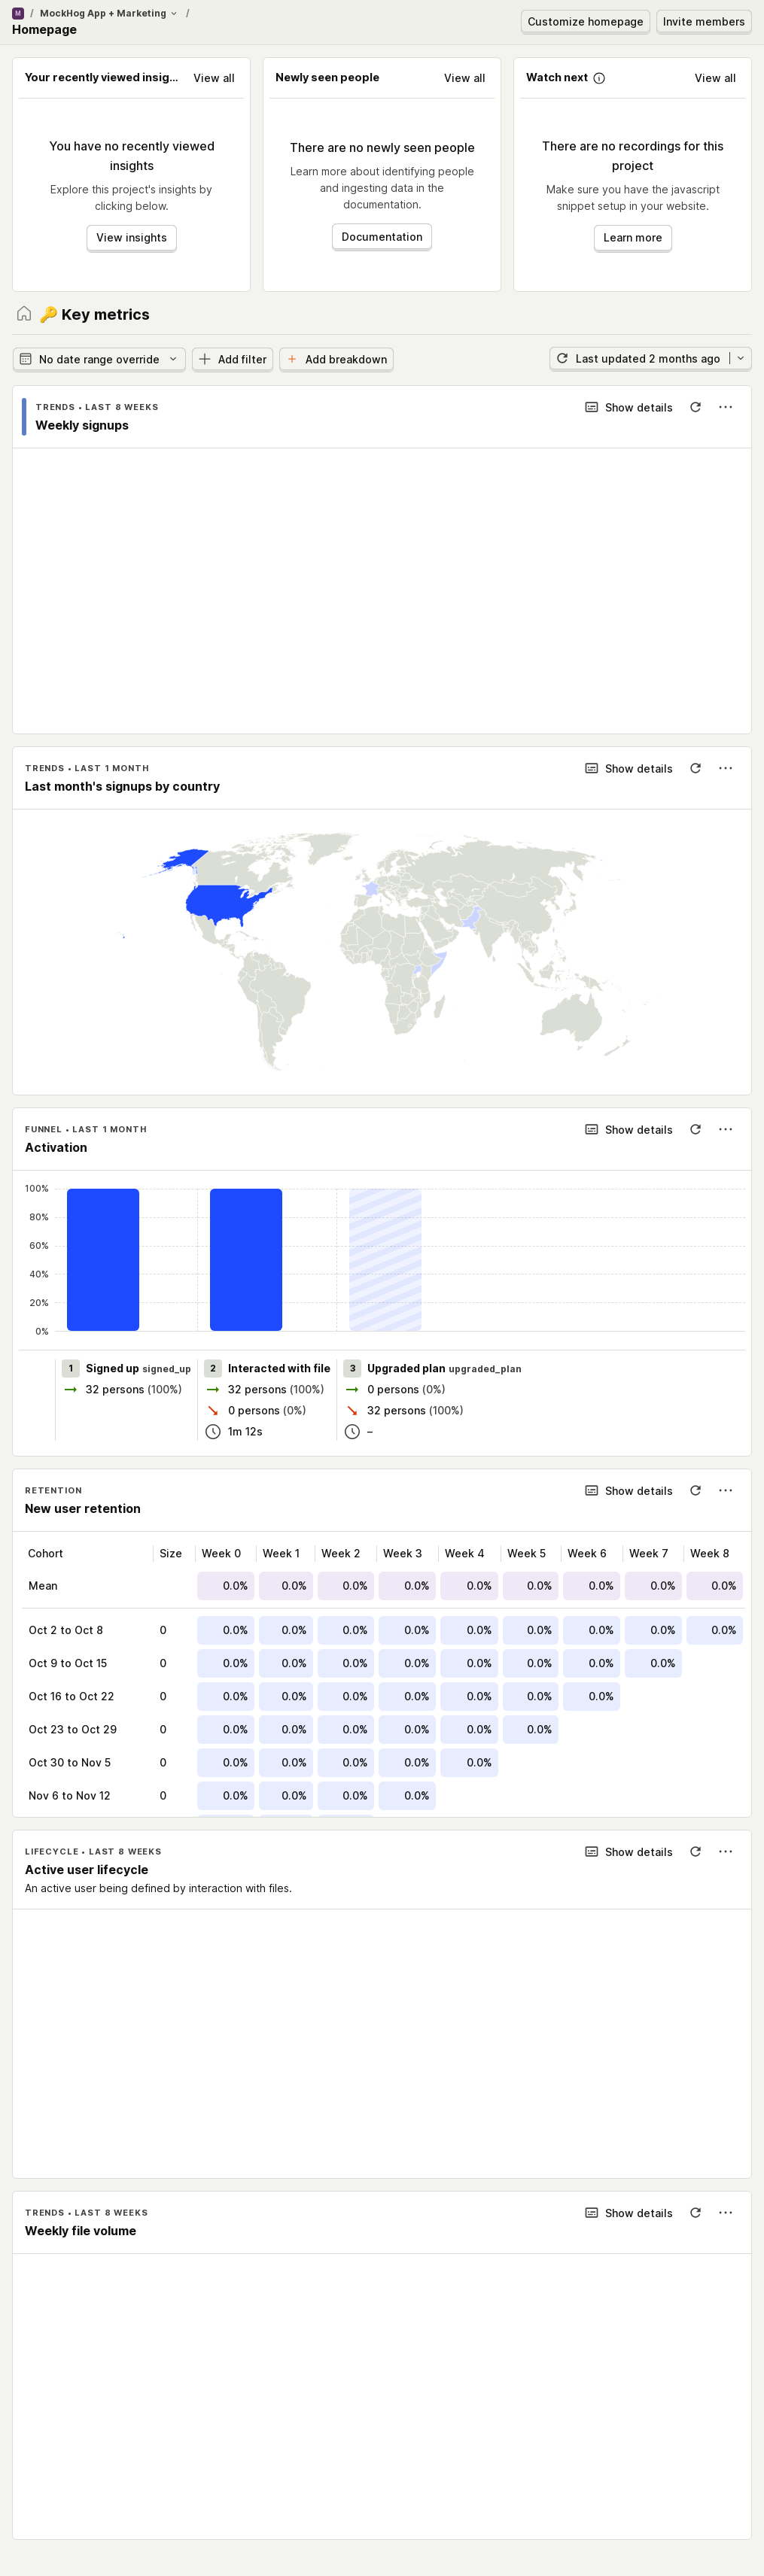 M / MockHog App + Marketing /
Homepage
Customize homepage
Invite members
Your recently viewed insig...
View all
You have no recently viewed
insights
Explore this project's insights by
clicking below.
View insights
Newly seen people
View all
There are no newly seen people
Learn more about identifying people
and ingesting data in the
documentation.
Documentation
Watch next
View all
There are no recordings for this
project
Make sure you have the javascript
snippet setup in your website.
Learn more
🔑 Key metrics
No date range override
Add filter
Add breakdown
Last updated 2 months ago
TRENDS • LAST 8 WEEKS
Show details
Weekly signups
TRENDS • LAST 1 MONTH
Show details
Last month's signups by country
FUNNEL • LAST 1 MONTH
Show details
Activation
100%
80%
60%
40%
20%
0%
1 Signed up signed_up
32 persons (100%)
2 Interacted with file
32 persons (100%)
0 persons (0%)
1m 12s
3 Upgraded plan upgraded_plan
0 persons (0%)
32 persons (100%)
–
RETENTION
Show details
New user retention
Cohort Size Week 0 Week 1 Week 2 Week 3 Week 4 Week 5 Week 6 Week 7 Week 8
Mean 0.0% 0.0% 0.0% 0.0% 0.0% 0.0% 0.0% 0.0% 0.0%
Oct 2 to Oct 8 0 0.0% 0.0% 0.0% 0.0% 0.0% 0.0% 0.0% 0.0% 0.0%
Oct 9 to Oct 15 0 0.0% 0.0% 0.0% 0.0% 0.0% 0.0% 0.0% 0.0%
Oct 16 to Oct 22 0 0.0% 0.0% 0.0% 0.0% 0.0% 0.0% 0.0%
Oct 23 to Oct 29 0 0.0% 0.0% 0.0% 0.0% 0.0% 0.0%
Oct 30 to Nov 5 0 0.0% 0.0% 0.0% 0.0% 0.0%
Nov 6 to Nov 12 0 0.0% 0.0% 0.0% 0.0%
LIFECYCLE • LAST 8 WEEKS
Show details
Active user lifecycle
An active user being defined by interaction with files.
TRENDS • LAST 8 WEEKS
Show details
Weekly file volume